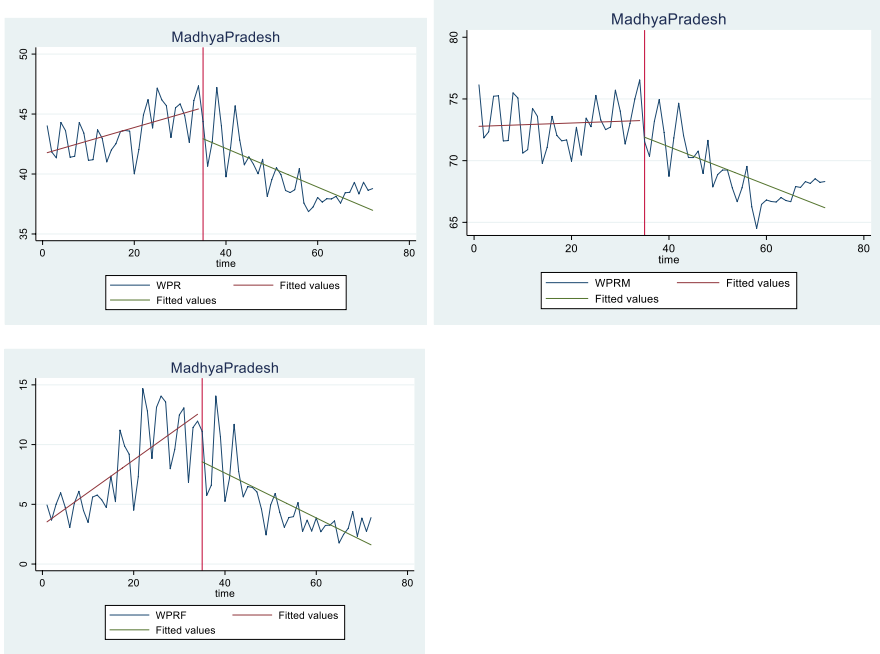 MadhyaPradesh
50
45
40
35
0 20 40 60 80
time
WPR Fitted values
Fitted values
MadhyaPradesh
80
75
70
65
0 20 40 60 80
time
WPRM Fitted values
Fitted values
MadhyaPradesh
15
10
5
0
0 20 40 60 80
time
WPRF Fitted values
Fitted values